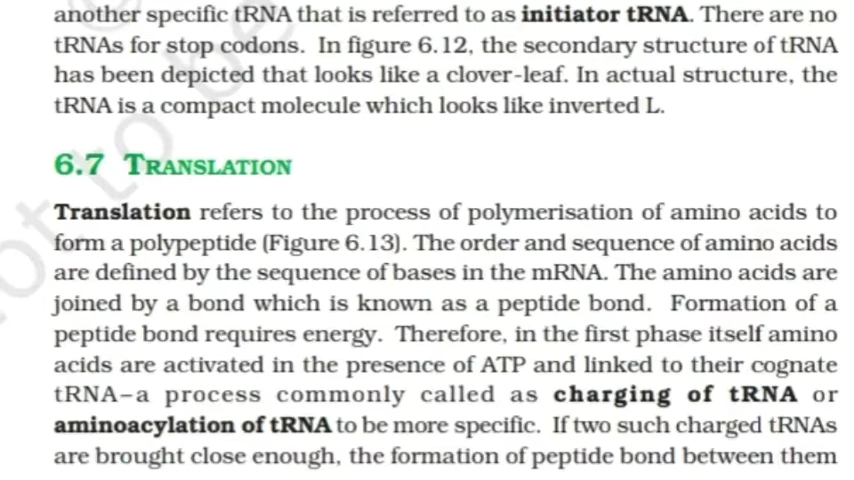 another specific tRNA that is referred to as initiator tRNA. There are no
tRNAs for stop codons. In figure 6.12, the secondary structure of tRNA
has been depicted that looks like a clover-leaf. In actual structure, the
tRNA is a compact molecule which looks like inverted L.
6.7 TRANSLATION
Translation refers to the process of polymerisation of amino acids to
form a polypeptide (Figure 6.13). The order and sequence of amino acids
are defined by the sequence of bases in the mRNA. The amino acids are
joined by a bond which is known as a peptide bond. Formation of a
peptide bond requires energy. Therefore, in the first phase itself amino
acids are activated in the presence of ATP and linked to their cognate
tRNA–a process commonly called as charging of tRNA or
aminoacylation of tRNA to be more specific. If two such charged tRNAs
are brought close enough, the formation of peptide bond between them